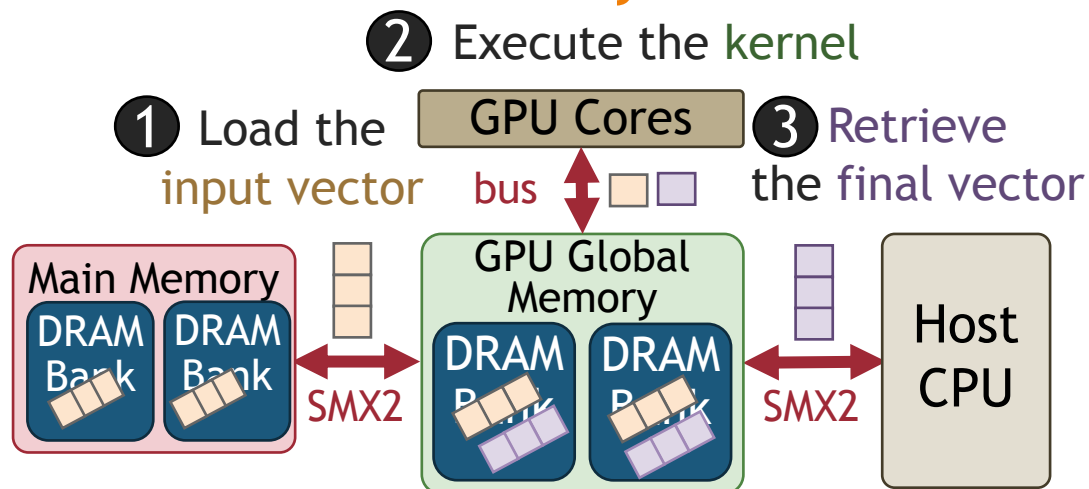 2 Execute the kernel
1 Load the
input vector
GPU Cores
3 Retrieve
the final vector
bus
Main Memory
DRAM
Bank
DRAM
Bank
SMX2
GPU Global
Memory
DRAM
Bank
DRAM
Bank
SMX2
Host
CPU